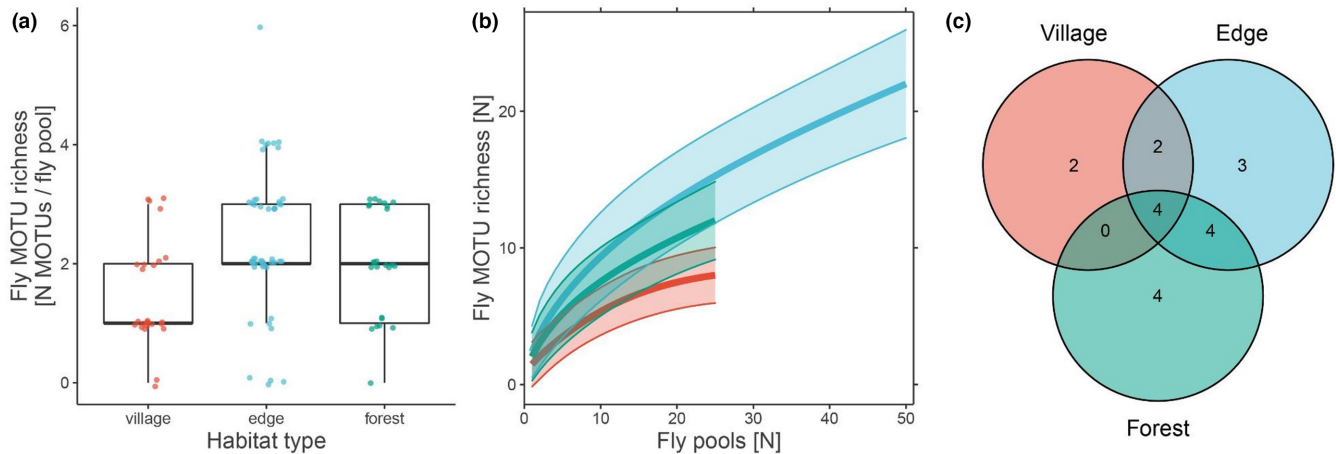 (a)
Fly MOTU richness
[N MOTUs / fly pool]
6
4
2
0
village
edge
forest
Habitat type
(b)
Fly MOTU richness [N]
20
10
0
0
10
20
30
40
50
Fly pools [N]
(c)
Village
Edge
2
2
3
4
0
4
4
Forest